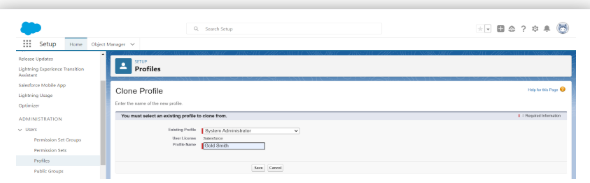 Search Setup
Setup Home Object Manager
Release Updates
Lightning Experience Transition
Assistant
Salesforce Mobile App
Lightning Usage
Optimizer
ADMINISTRATION
Users
Permission Set Groups
Permission Sets
Profiles
Public Groups
SETUP
Profiles
Clone Profile
Help for this Page
Enter the name of the new profile.
You must select an existing profile to clone from.
= Required Information
Existing Profile System Administrator
User License Salesforce
Profile Name Gold Smith
Save Cancel